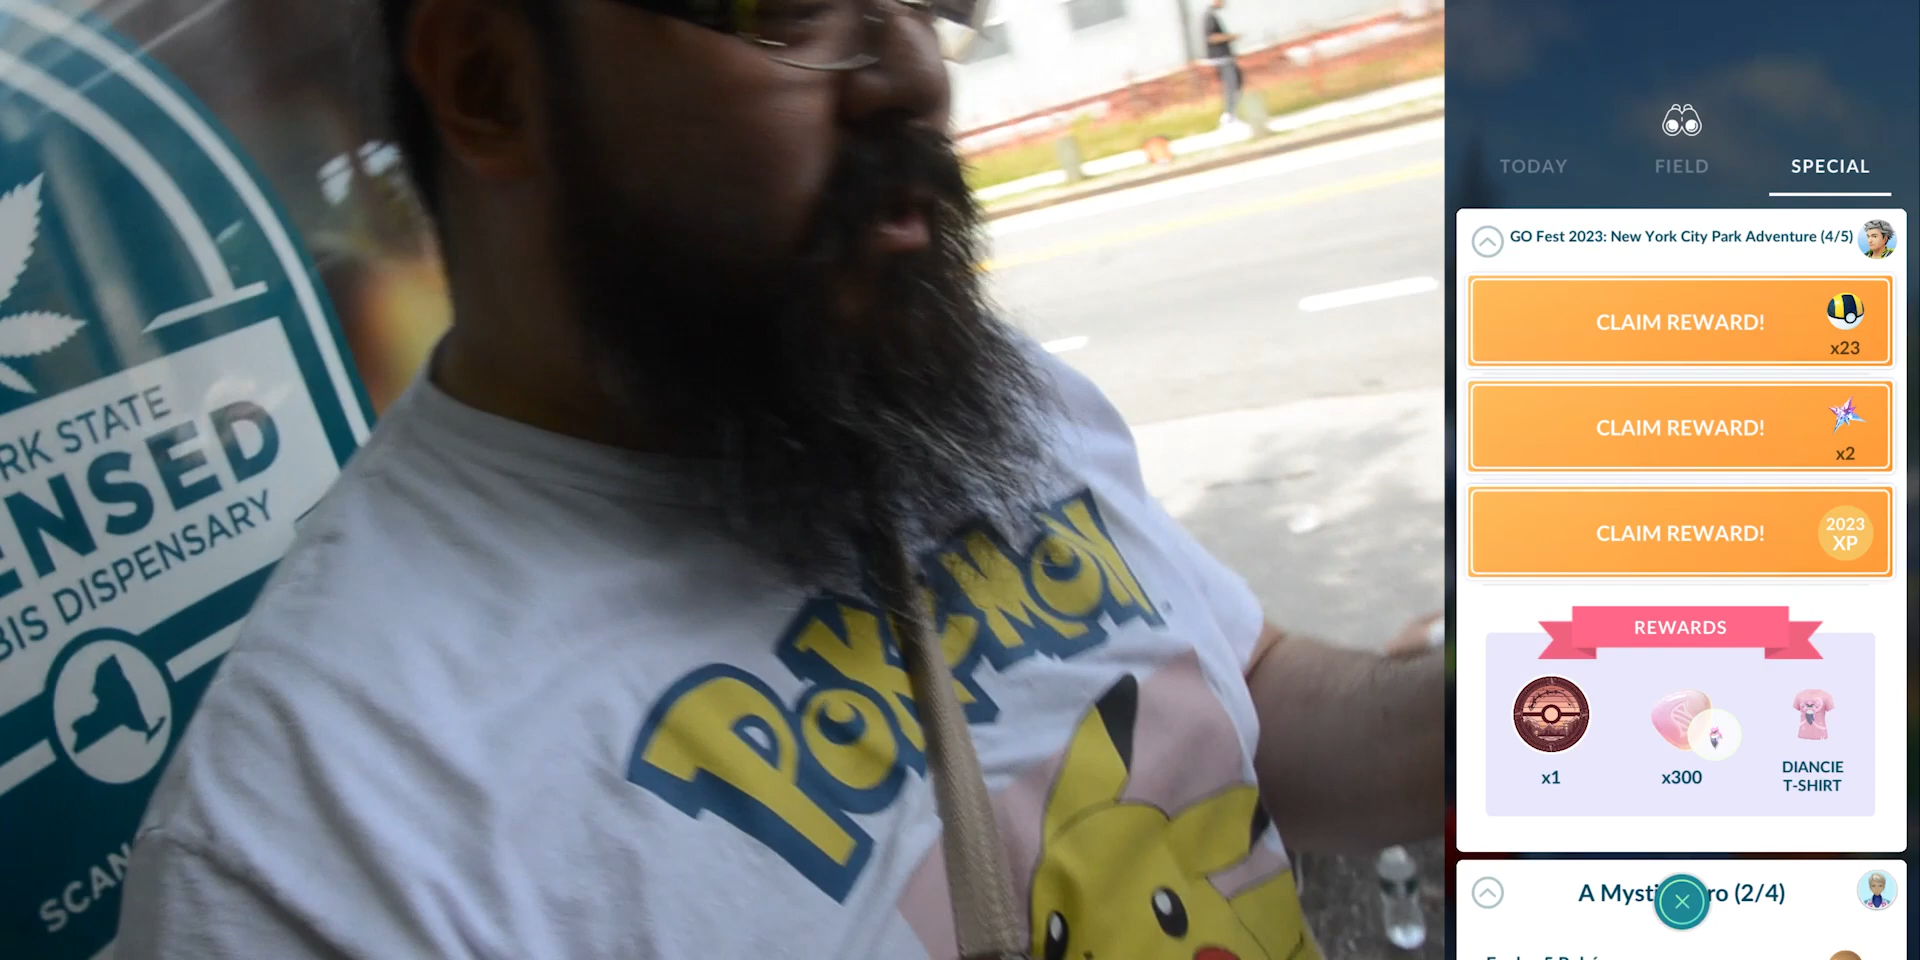 RK STATE
ENSED
BIS DISPENSARY
SCAN
POKéMON
TODAY
FIELD
SPECIAL
GO Fest 2023: New York City Park Adventure (4/5)
CLAIM REWARD!
x23
CLAIM REWARD!
x2
CLAIM REWARD!
2023
XP
REWARDS
x1
x300
DIANCIE
T-SHIRT
A Myst ro (2/4)